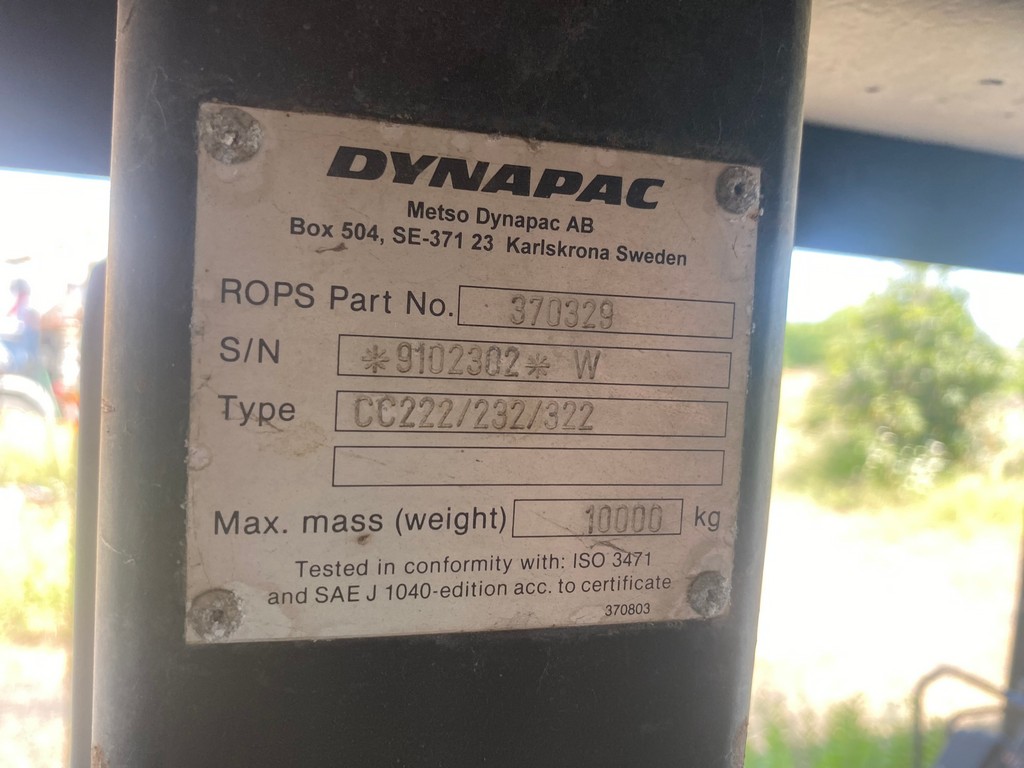 DYNAPAC
Metso Dynapac AB
Box 504, SE-371 23 Karlskrona Sweden
ROPS Part No. 370329
S/N *9102302* W
Type CC222/232/322
Max. mass (weight) 10000 kg
Tested in conformity with: ISO 3471
and SAE J 1040-edition acc. to certificate
370803